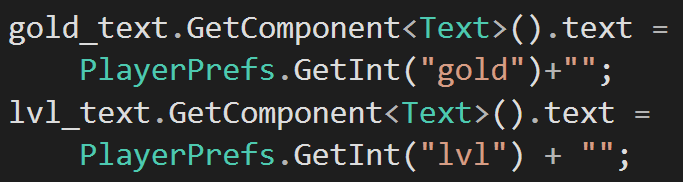 gold_text.GetComponent<Text>().text =
PlayerPrefs.GetInt("gold")+"";
lvl_text.GetComponent<Text>().text =
PlayerPrefs.GetInt("lvl") + "";